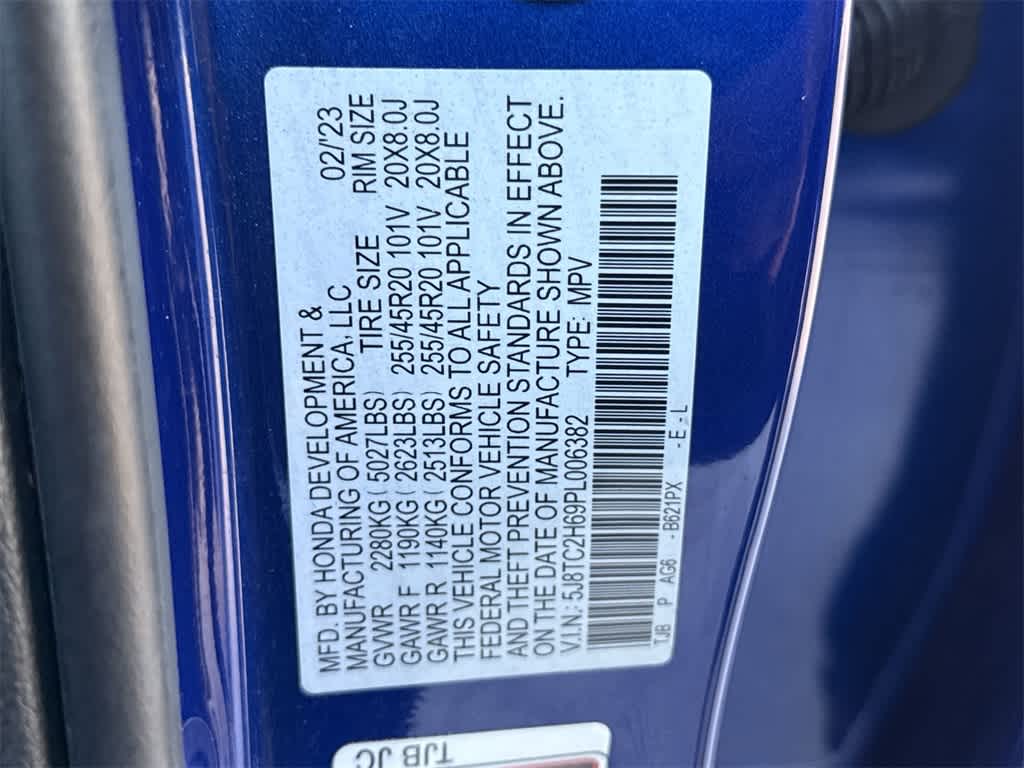 MFD. BY HONDA DEVELOPMENT & 02/'23
MANUFACTURING OF AMERICA, LLC
GVWR 2280KG ( 5027LBS) TIRE SIZE RIM SIZE
GAWR F 1190KG ( 2623LBS) 255/45R20 101V 20X8.0J
GAWR R 1140KG ( 2513LBS) 255/45R20 101V 20X8.0J
THIS VEHICLE CONFORMS TO ALL APPLICABLE
FEDERAL MOTOR VEHICLE SAFETY
AND THEFT PREVENTION STANDARDS IN EFFECT
ON THE DATE OF MANUFACTURE SHOWN ABOVE.
V.I.N.: 5J8TC2H69PL006382 TYPE: MPV
TJB P AG6 -B621PX -E -L
TJB JC